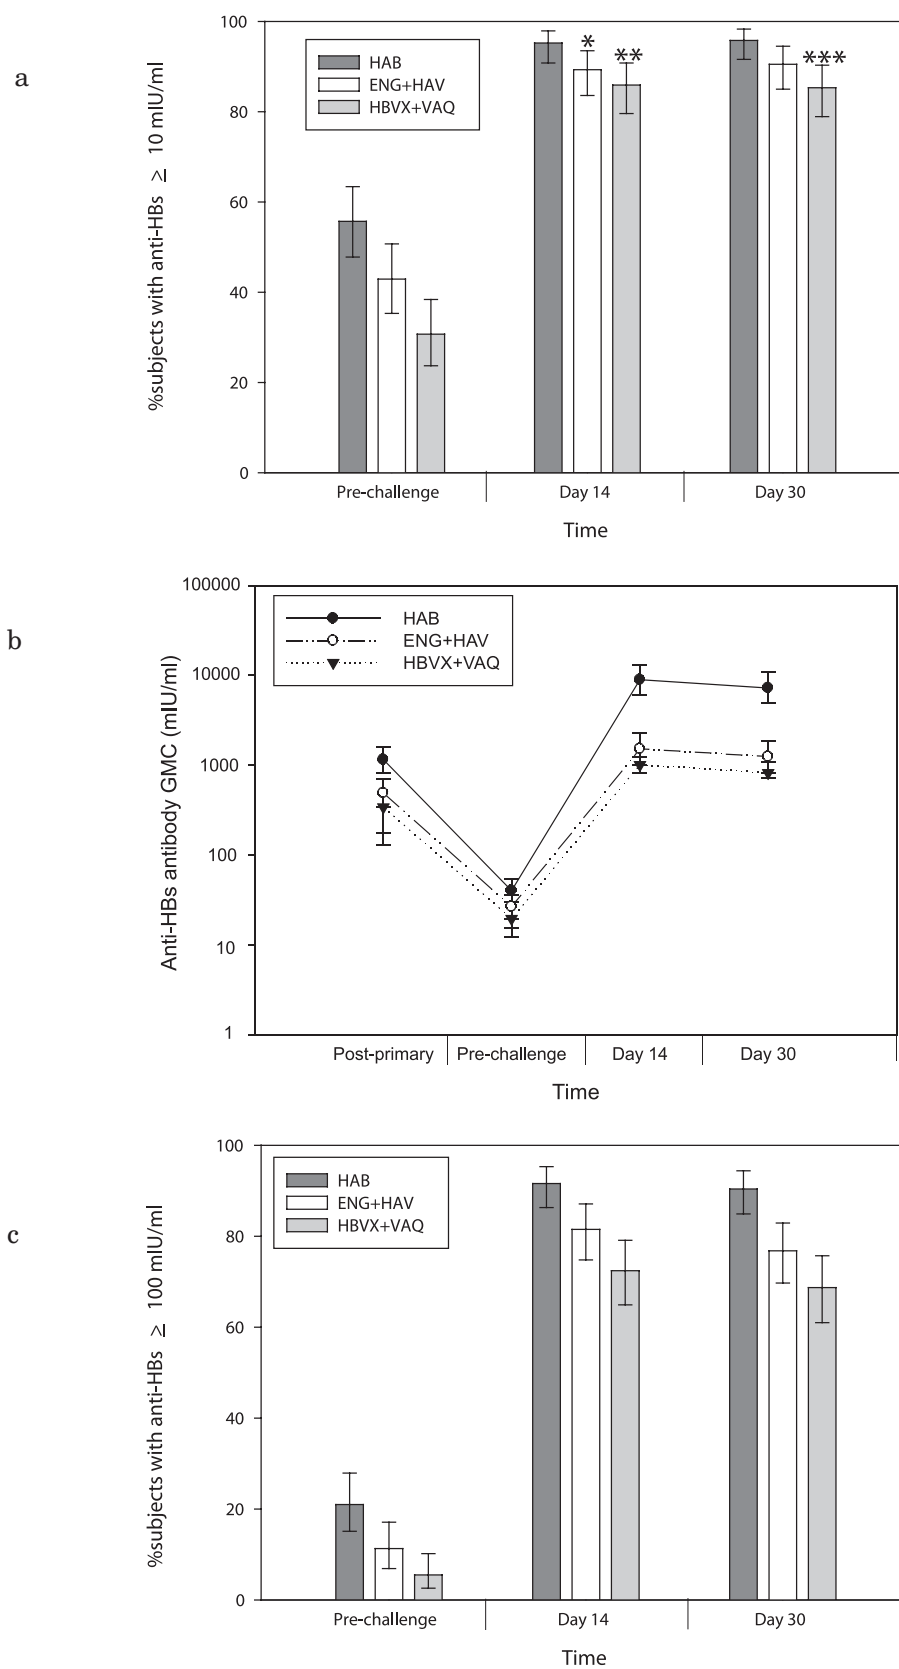 a
%subjects with anti-HBs ≥ 10 mIU/ml
100
80
60
40
20
0
HAB
ENG+HAV
HBVX+VAQ
*
**
***
Pre-challenge
Day 14
Day 30
Time
b
Anti-HBs antibody GMC (mIU/ml)
100000
10000
1000
100
10
1
HAB
ENG+HAV
HBVX+VAQ
Post-primary
Pre-challenge
Day 14
Day 30
Time
c
%subjects with anti-HBs ≥ 100 mIU/ml
100
80
60
40
20
0
HAB
ENG+HAV
HBVX+VAQ
Pre-challenge
Day 14
Day 30
Time